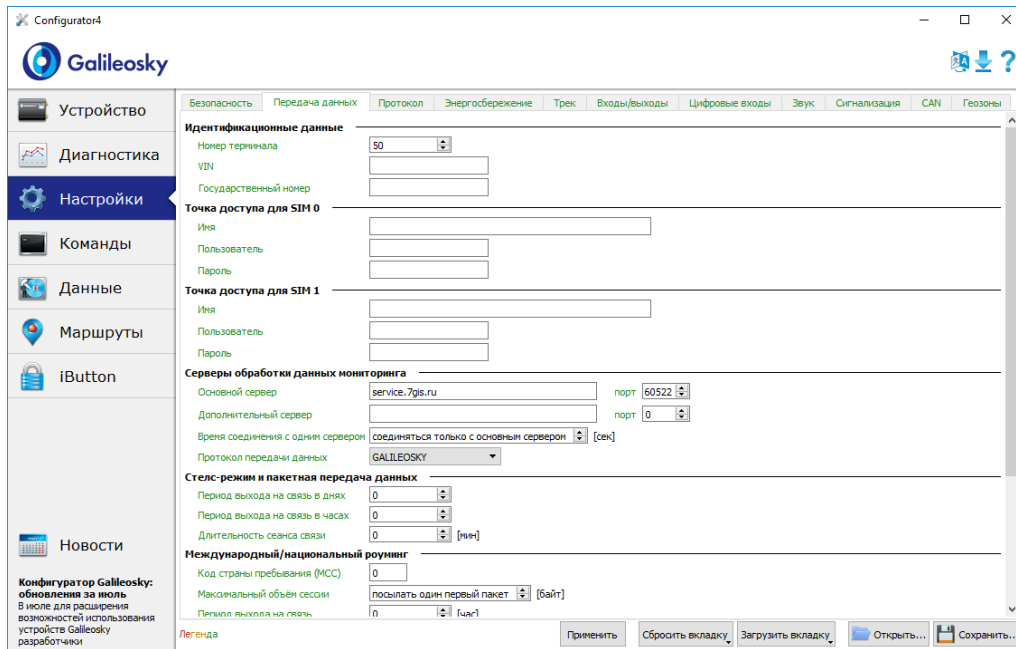 Configurator4
Galileosky
Устройство
Диагностика
Настройки
Команды
Данные
Маршруты
iButton
Новости
Конфигуратор Galileosky:
обновления за июль
В июле для расширения
возможностей использования
устройств Galileosky
разработчики
Безопасность Передача данных Протокол Энергосбережение Трек Входы/выходы Цифровые входы Звук Сигнализация CAN Геозоны
Идентификационные данные
Номер терминала 50
VIN
Государственный номер
Точка доступа для SIM 0
Имя
Пользователь
Пароль
Точка доступа для SIM 1
Имя
Пользователь
Пароль
Серверы обработки данных мониторинга
Основной сервер service.7gis.ru порт 60522
Дополнительный сервер порт 0
Время соединения с одним сервером соединяться только с основным сервером [сек]
Протокол передачи данных GALILEOSKY
Стелс-режим и пакетная передача данных
Период выхода на связь в днях 0
Период выхода на связь в часах 0
Длительность сеанса связи 0 [мин]
Международный/национальный роуминг
Код страны пребывания (MCC) 0
Максимальный объём сессии посылать один первый пакет [байт]
Период выхода на связь 0 [час]
Легенда
Применить Сбросить вкладку Загрузить вкладку Открыть... Сохранить...